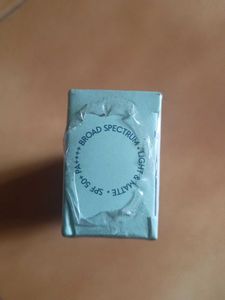 SPF 50+ PA++++ • BROAD SPECTRUM • LIGHT & MATTE •